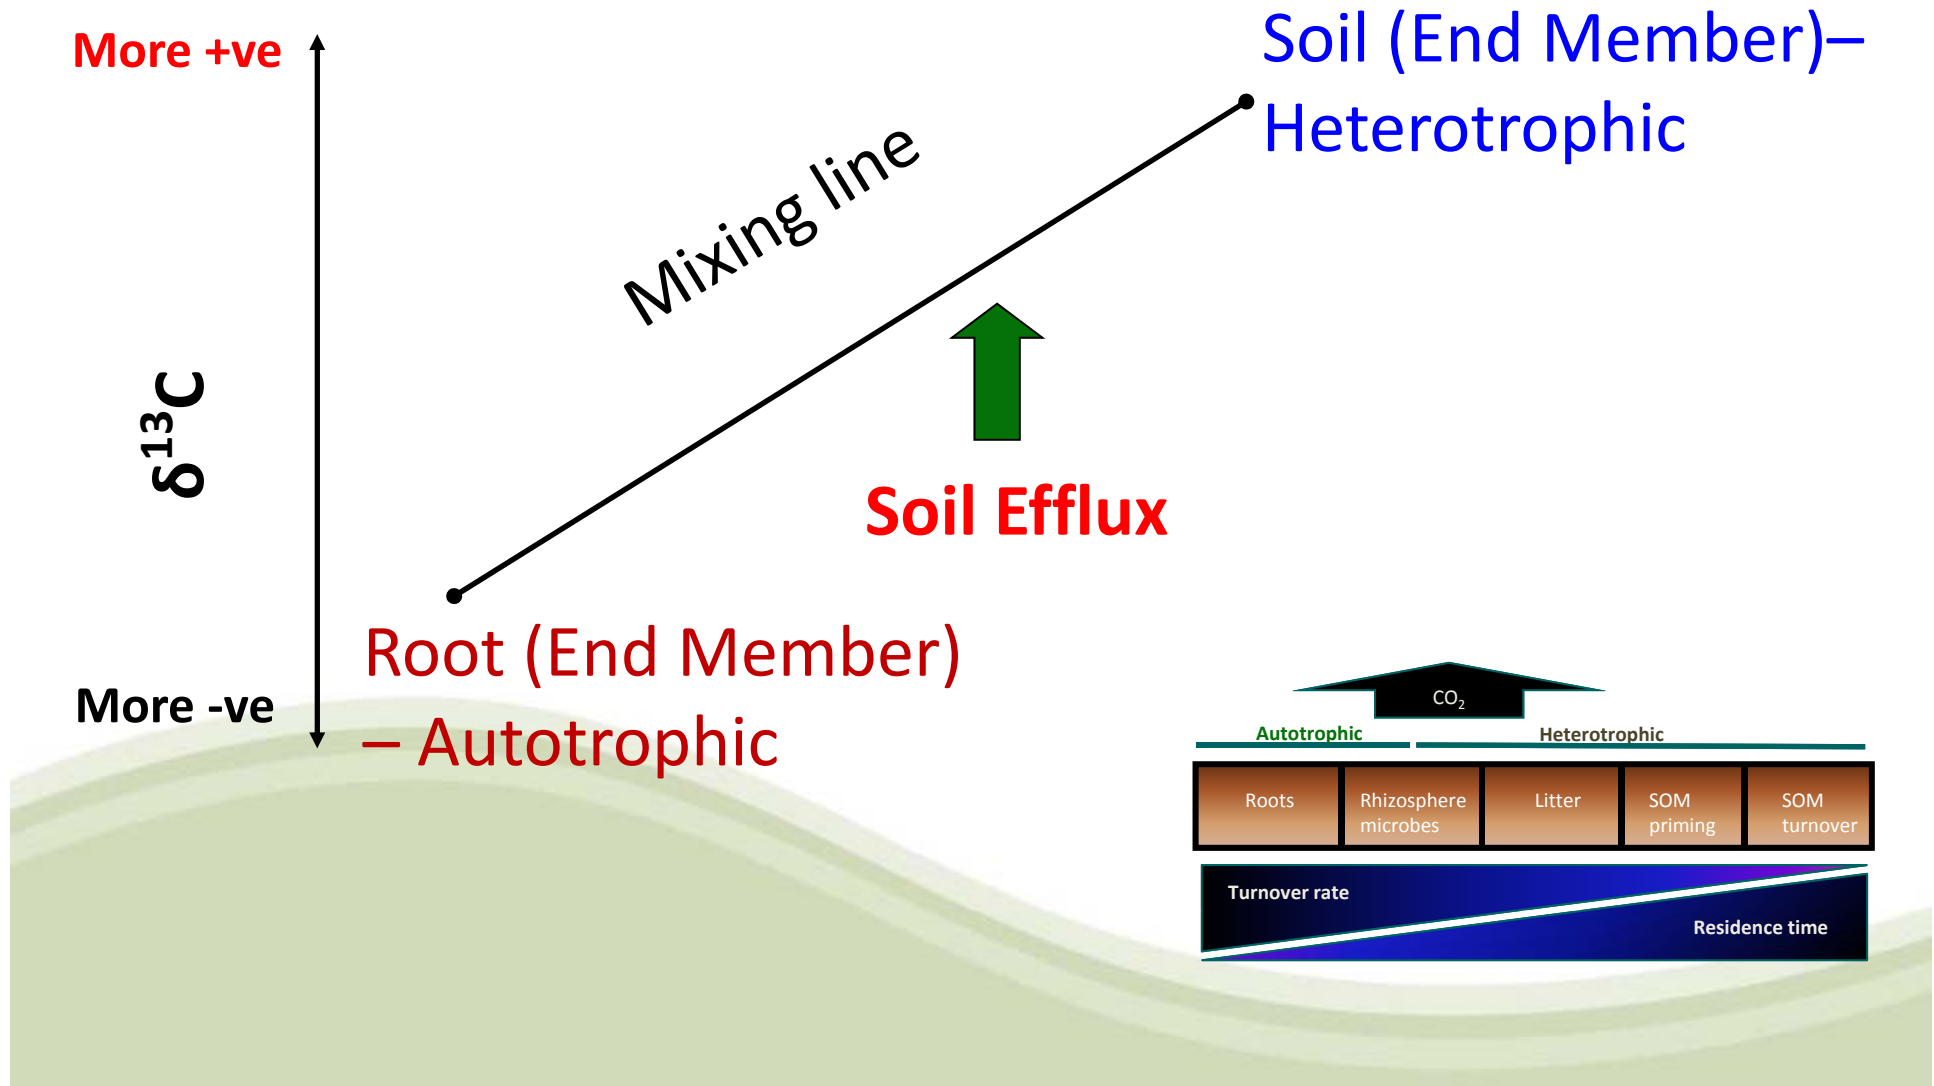 More +ve
Soil (End Member)–
Heterotrophic
Mixing line
δ¹³C
Soil Efflux
Root (End Member)
– Autotrophic
More -ve
CO₂
Autotrophic
Heterotrophic
Roots
Rhizosphere
microbes
Litter
SOM
priming
SOM
turnover
Turnover rate
Residence time